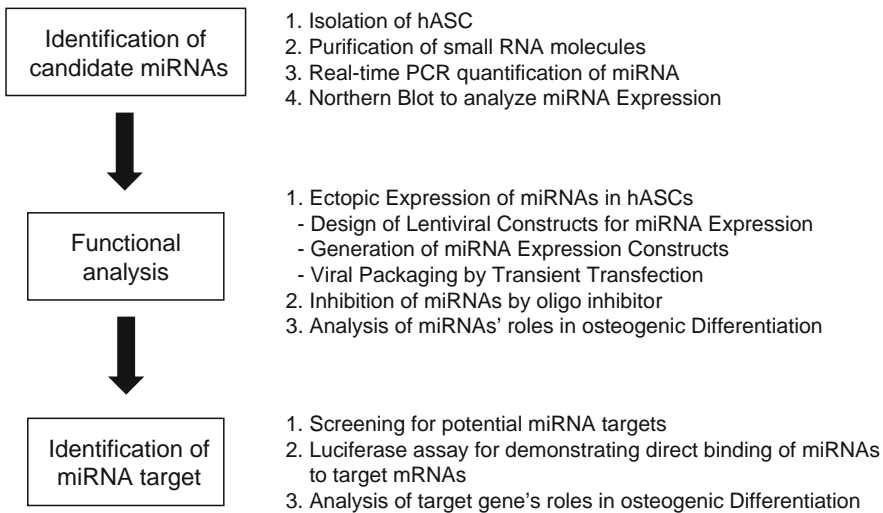 Identification of
candidate miRNAs
1. Isolation of hASC
2. Purification of small RNA molecules
3. Real-time PCR quantification of miRNA
4. Northern Blot to analyze miRNA Expression
Functional
analysis
1. Ectopic Expression of miRNAs in hASCs
- Design of Lentiviral Constructs for miRNA Expression
- Generation of miRNA Expression Constructs
- Viral Packaging by Transient Transfection
2. Inhibition of miRNAs by oligo inhibitor
3. Analysis of miRNAs’ roles in osteogenic Differentiation
Identification of
miRNA target
1. Screening for potential miRNA targets
2. Luciferase assay for demonstrating direct binding of miRNAs
to target mRNAs
3. Analysis of target gene’s roles in osteogenic Differentiation